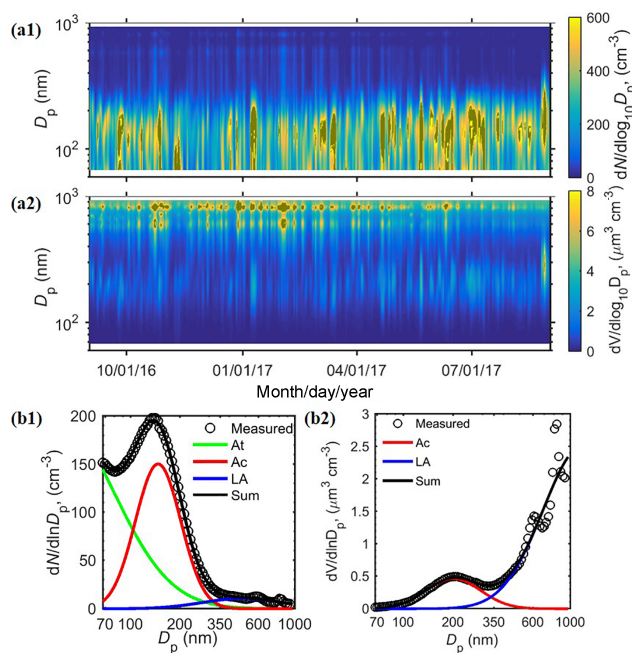 (a1)
10³
10²
D_p (nm)
600
400
200
0
dN/dlog₁₀D_p, (cm⁻³)
(a2)
10³
10²
D_p (nm)
8
6
4
2
0
dV/dlog₁₀D_p, (μm³ cm⁻³)
10/01/16 01/01/17 04/01/17 07/01/17
Month/day/year
(b1)
200
150
100
50
0
dN/dlnD_p, (cm⁻³)
Measured
At
Ac
LA
Sum
70 100 200 350 600 1000
D_p (nm)
(b2)
3
2.5
2
1.5
1
0.5
0
dV/dlnD_p, (μm³ cm⁻³)
Measured
Ac
LA
Sum
70 100 200 350 600 1000
D_p (nm)